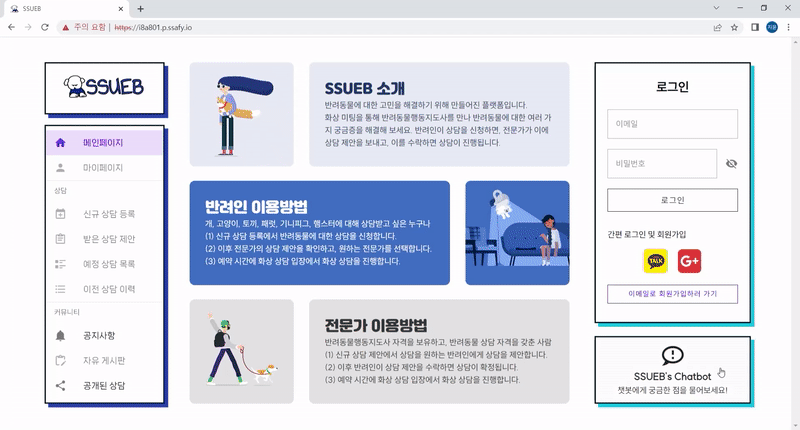 SSUEB
주의 요함
https://i8a801.p.ssafy.io
지윤
SSUEB
메인페이지
마이페이지
상담
신규 상담 등록
받은 상담 제안
예정 상담 목록
이전 상담 이력
커뮤니티
공지사항
자유 게시판
공개된 상담
SSUEB 소개
반려동물에 대한 고민을 해결하기 위해 만들어진 플랫폼입니다.
화상 미팅을 통해 반려동물행동지도사를 만나 반려동물에 대한 여러 가
지 궁금증을 해결해 보세요. 반려인이 상담을 신청하면, 전문가가 이에
상담 제안을 보내고, 이를 수락하면 상담이 진행됩니다.
반려인 이용방법
개, 고양이, 토끼, 패럿, 기니피그, 햄스터에 대해 상담받고 싶은 누구나
(1) 신규 상담 등록에서 반려동물에 대한 상담을 신청합니다.
(2) 이후 전문가의 상담 제안을 확인하고, 원하는 전문가를 선택합니다.
(3) 예약 시간에 화상 상담 입장에서 화상 상담을 진행합니다.
전문가 이용방법
반려동물행동지도사 자격을 보유하고, 반려동물 상담 자격을 갖춘 사람
(1) 신규 상담 제안에서 상담을 원하는 반려인에게 상담을 제안합니다.
(2) 이후 반려인이 상담 제안을 수락하면 상담이 확정됩니다.
(3) 예약 시간에 화상 상담 입장에서 화상 상담을 진행합니다.
로그인
이메일
비밀번호
로그인
간편 로그인 및 회원가입
TALK
G+
이메일로 회원가입하러 가기
SSUEB's Chatbot
챗봇에게 궁금한 점을 물어보세요!